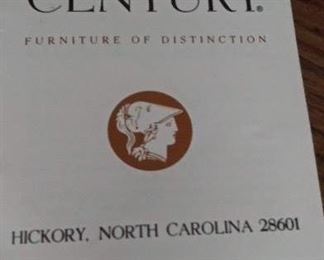 CENTURY®
FURNITURE OF DISTINCTION
HICKORY, NORTH CAROLINA 28601